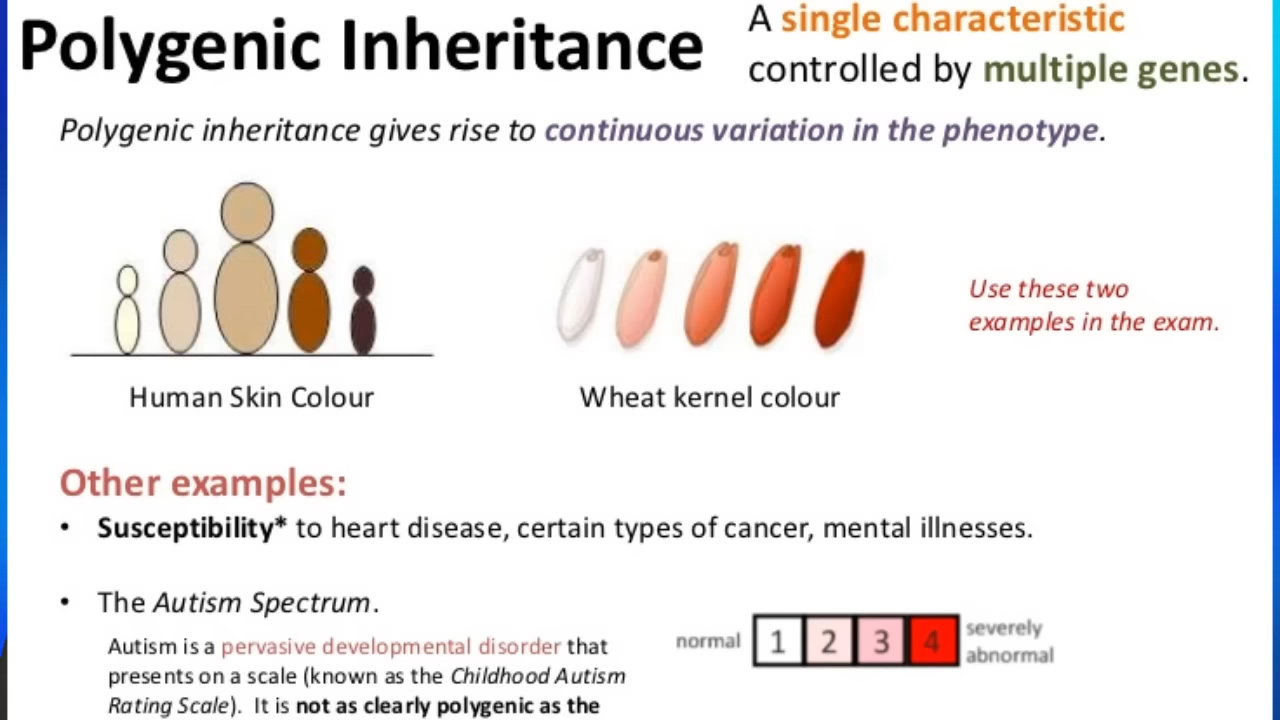 Polygenic Inheritance
A single characteristic
controlled by multiple genes.
Polygenic inheritance gives rise to continuous variation in the phenotype.
Use these two
examples in the exam.
Human Skin Colour
Wheat kernel colour
Other examples:
• Susceptibility* to heart disease, certain types of cancer, mental illnesses.
• The Autism Spectrum.
Autism is a pervasive developmental disorder that
presents on a scale (known as the Childhood Autism
Rating Scale). It is not as clearly polygenic as the
normal 1 2 3 4 severely
abnormal